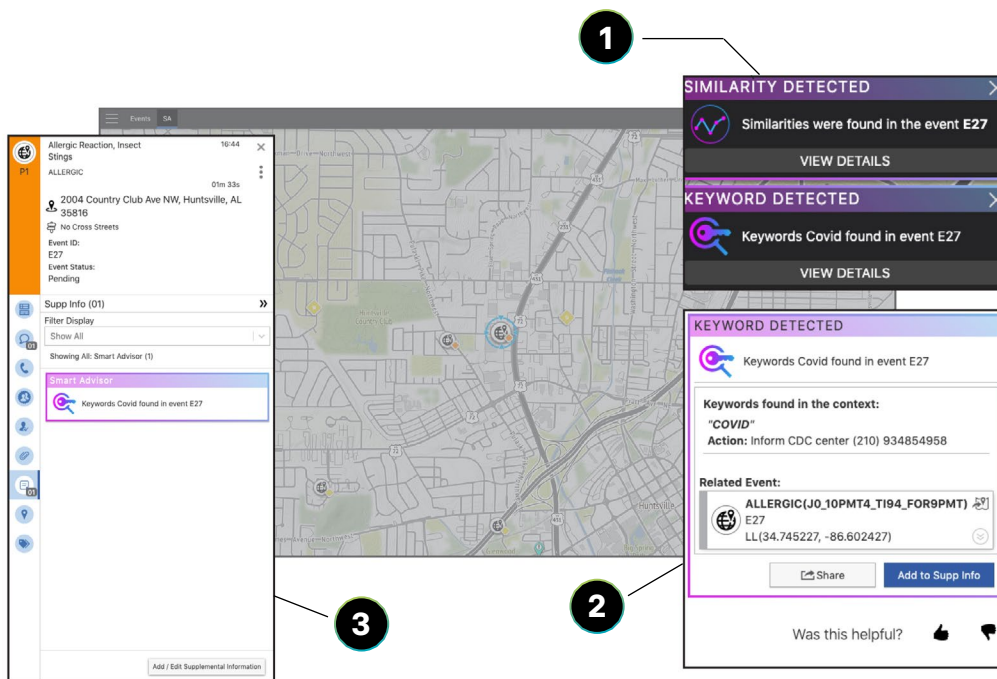 1
SIMILARITY DETECTED
Similarities were found in the event E27
VIEW DETAILS
KEYWORD DETECTED
Keywords Covid found in event E27
VIEW DETAILS
Events SA
P1
Allergic Reaction, Insect Stings 16:44
ALLERGIC
01m 33s
2004 Country Club Ave NW, Huntsville, AL
35816
No Cross Streets
Event ID:
E27
Event Status:
Pending
Supp Info (01)
Filter Display
Show All
Showing All: Smart Advisor (1)
Smart Advisor
Keywords Covid found in event E27
01
01
Add / Edit Supplemental Information
3
72
72
72
Huntsville
KEYWORD DETECTED
Keywords Covid found in event E27
Keywords found in the context:
"COVID"
Action: Inform CDC center (210) 934854958
Related Event:
ALLERGIC(J0_10PMT4_TI94_FOR9PMT)
E27
LL(34.745227, -86.602427)
Share Add to Supp Info
Was this helpful?
2